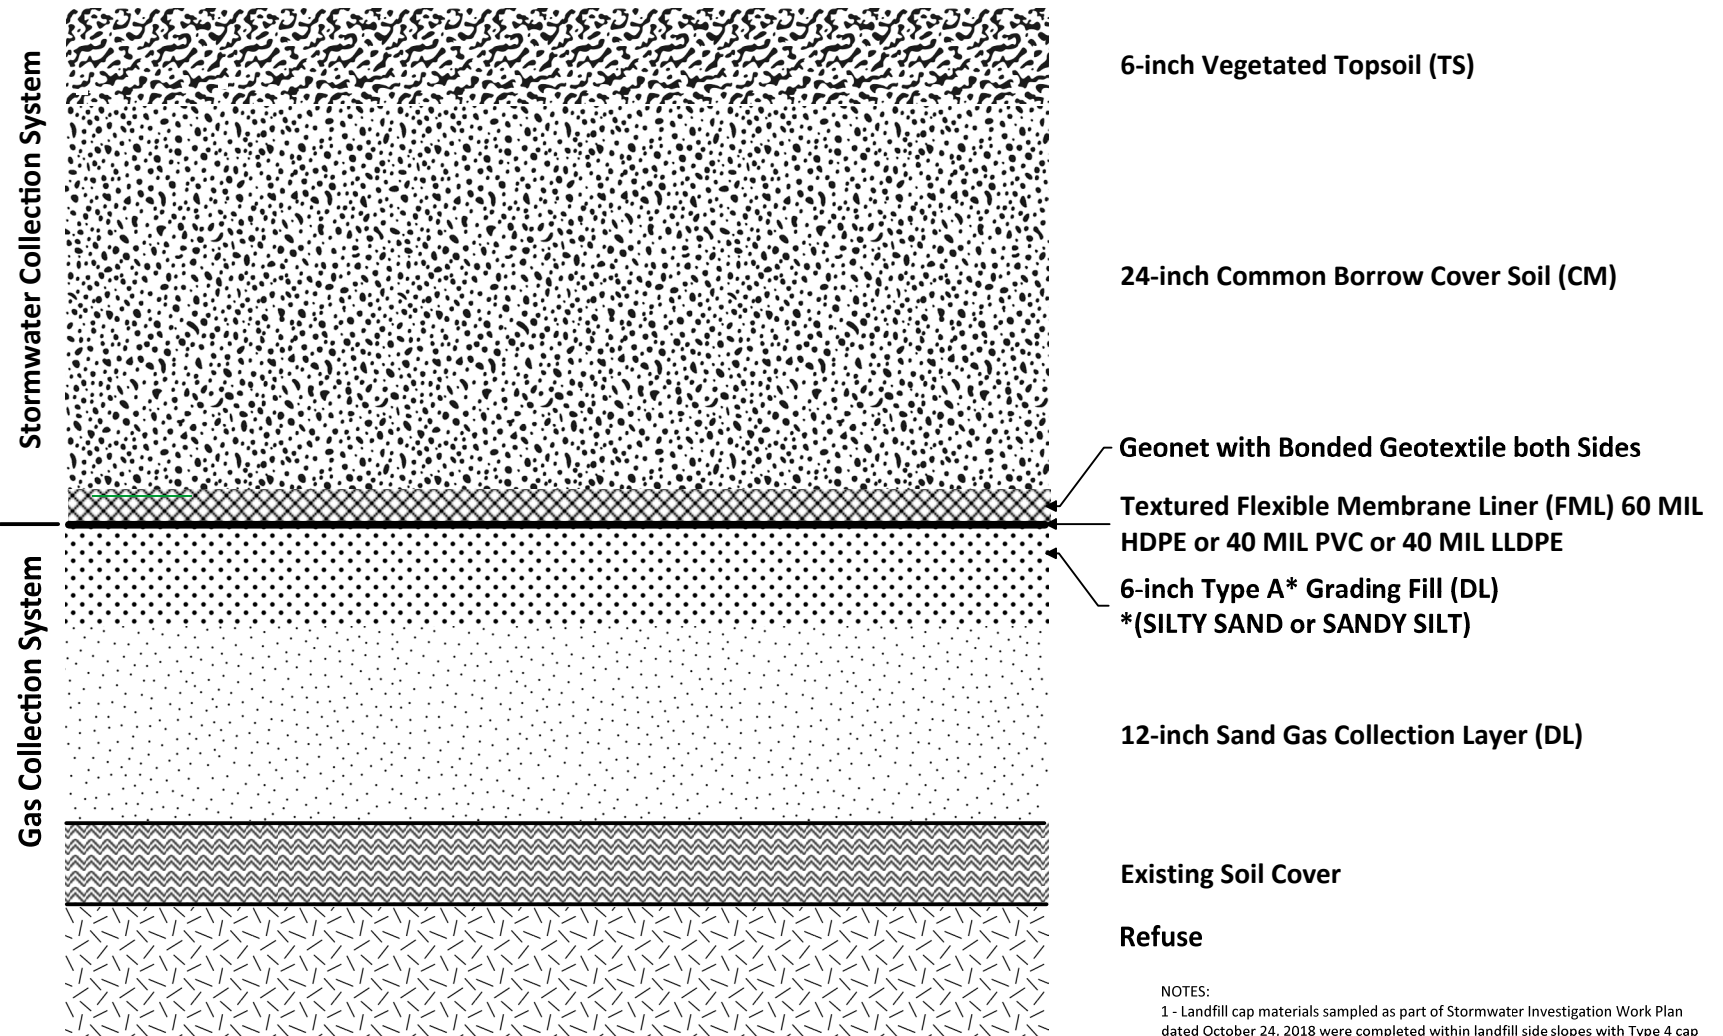 Stormwater Collection System
Gas Collection System
6-inch Vegetated Topsoil (TS)
24-inch Common Borrow Cover Soil (CM)
Geonet with Bonded Geotextile both Sides
Textured Flexible Membrane Liner (FML) 60 MIL
HDPE or 40 MIL PVC or 40 MIL LLDPE
6-inch Type A* Grading Fill (DL)
*(SILTY SAND or SANDY SILT)
12-inch Sand Gas Collection Layer (DL)
Existing Soil Cover
Refuse
NOTES:
1 - Landfill cap materials sampled as part of Stormwater Investigation Work Plan
dated October 24, 2018 were completed within landfill side slopes with Type 4 cap